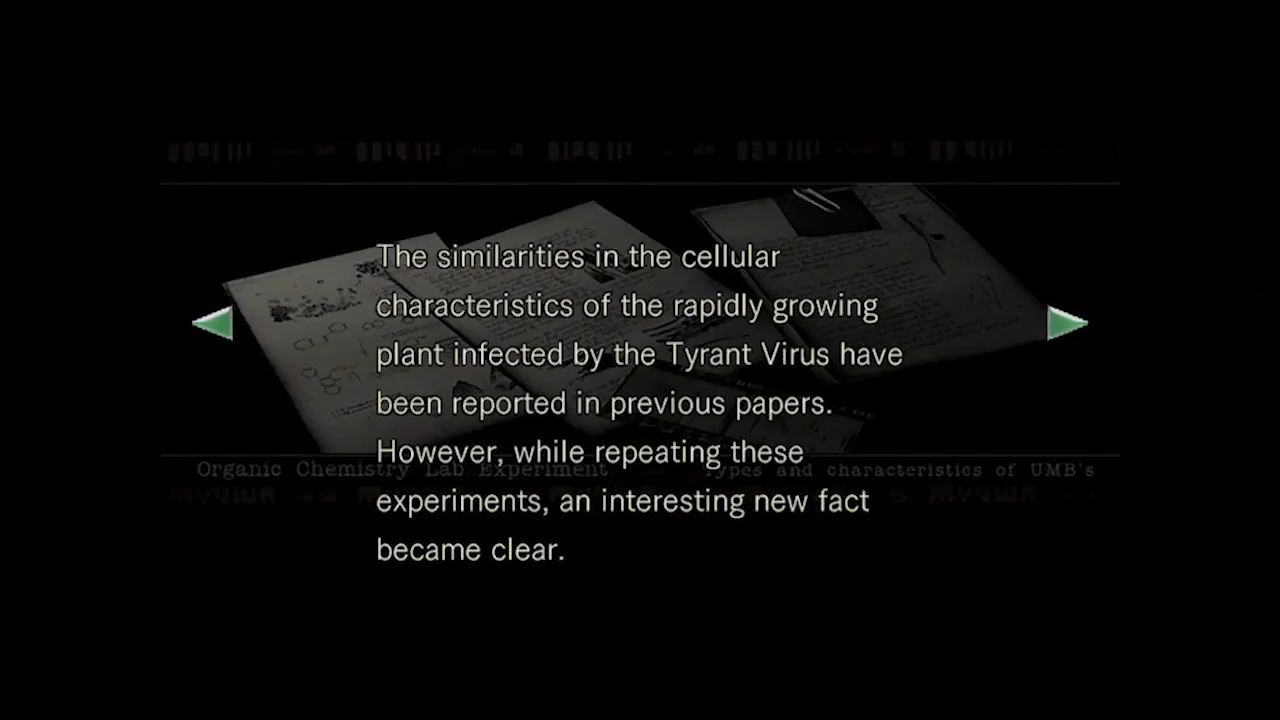 The similarities in the cellular
characteristics of the rapidly growing
plant infected by the Tyrant Virus have
been reported in previous papers.
However, while repeating these
experiments, an interesting new fact
became clear.
Organic Chemistry Lab Experiment Types and characteristics of UMB's